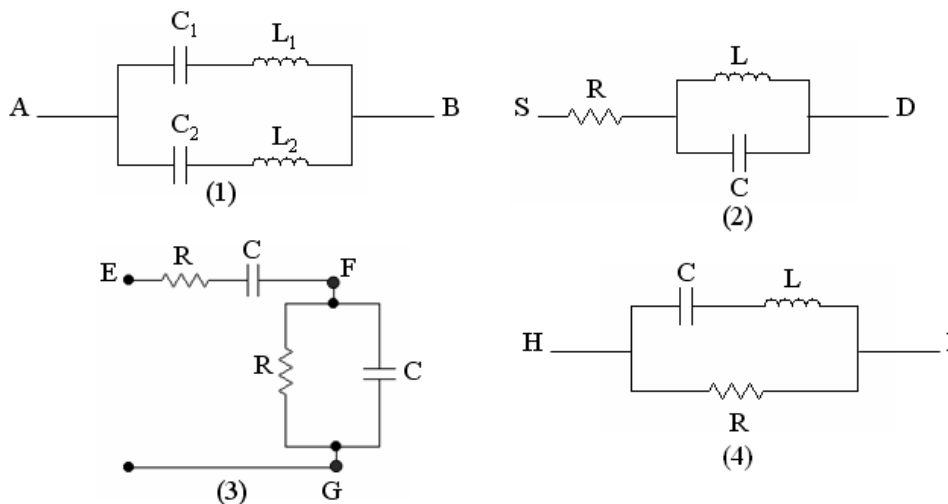 C₁ L₁
A B
C₂ L₂
(1)
L
S R D
C
(2)
E R C F
R C
(3) G
C L
H
R
(4)